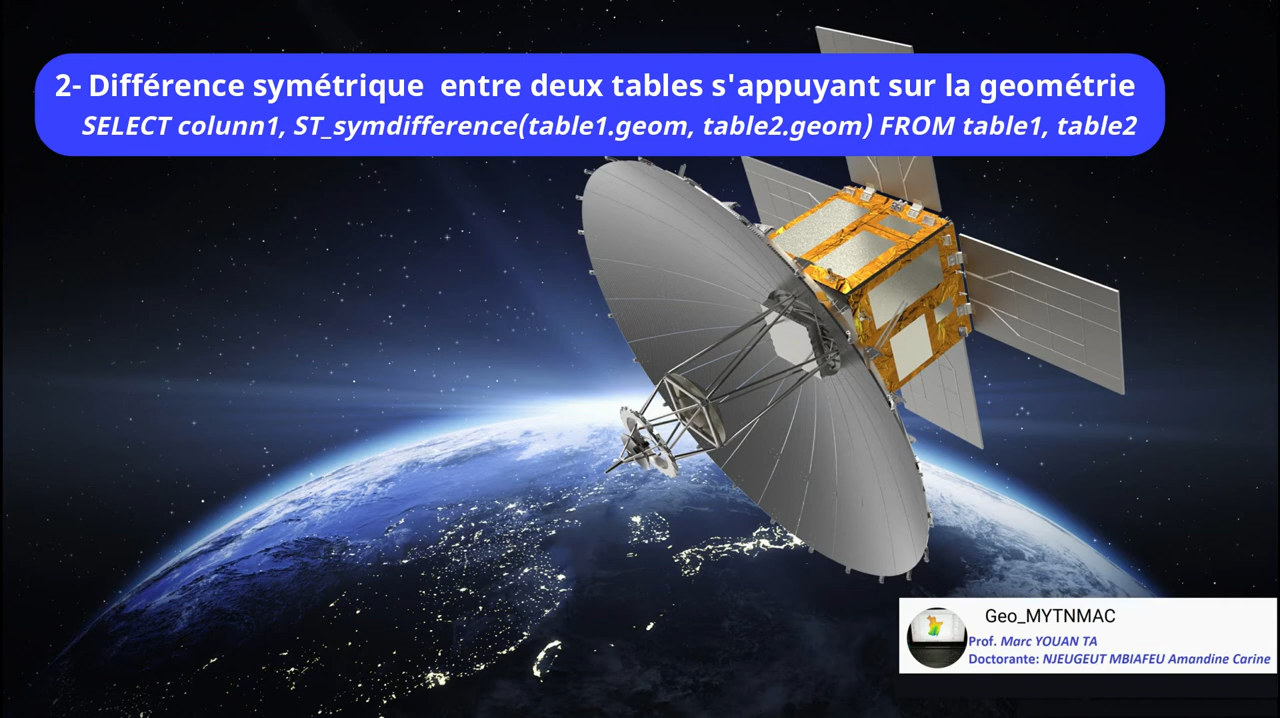 2- Différence symétrique  entre deux tables s'appuyant sur la geométrie
SELECT colunn1, ST_symdifference(table1.geom, table2.geom) FROM table1, table2
Geo_MYTNMAC
Prof. Marc YOUAN TA
Doctorante: NJEUGEUT MBIAFEU Amandine Carine